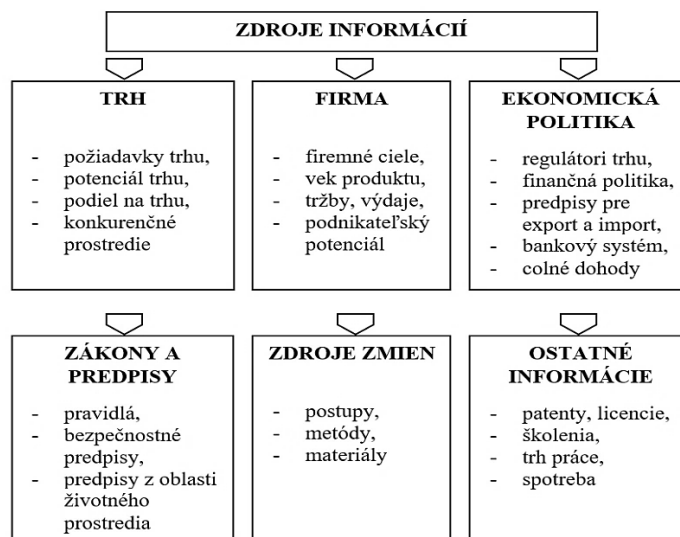 ZDROJE INFORMÁCIÍ
TRH
- požiadavky trhu,
- potenciál trhu,
- podiel na trhu,
- konkurenčné
prostredie
FIRMA
- firemné ciele,
- vek produktu,
- tržby, výdaje,
- podnikateľský
potenciál
EKONOMICKÁ
POLITIKA
- regulátori trhu,
- finančná politika,
- predpisy pre
export a import,
- bankový systém,
- colné dohody
ZÁKONY A
PREDPISY
- pravidlá,
- bezpečnostné
predpisy,
- predpisy z oblasti
životného
prostredia
ZDROJE ZMIEN
- postupy,
- metódy,
- materiály
OSTATNÉ
INFORMÁCIE
- patenty, licencie,
- školenia,
- trh práce,
- spotreba